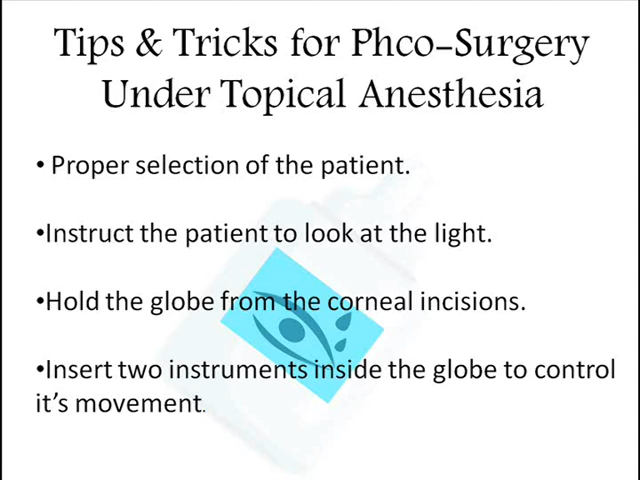 Tips & Tricks for Phco-Surgery
Under Topical Anesthesia
• Proper selection of the patient.
•Instruct the patient to look at the light.
•Hold the globe from the corneal incisions.
•Insert two instruments inside the globe to control
it's movement.